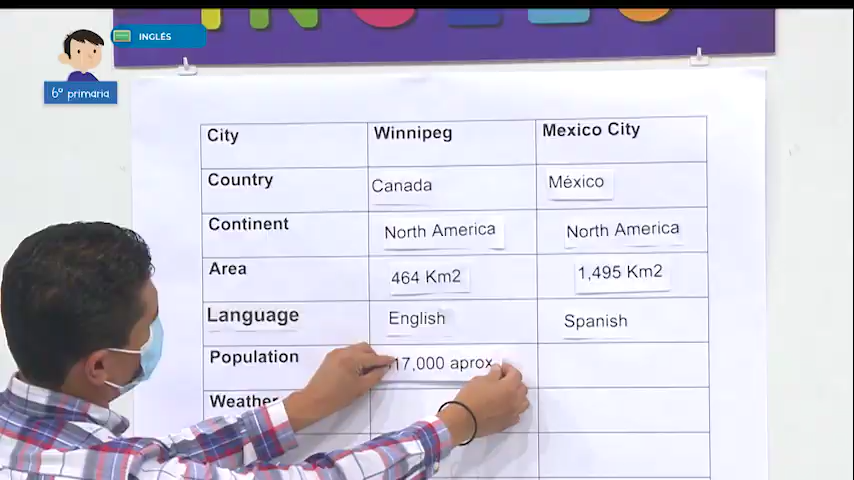 INGLÉS
6º primaria
City Winnipeg Mexico City
Country Canada México
Continent North America North America
Area 464 Km2 1,495 Km2
Language English Spanish
Population 17,000 aprox
Weather